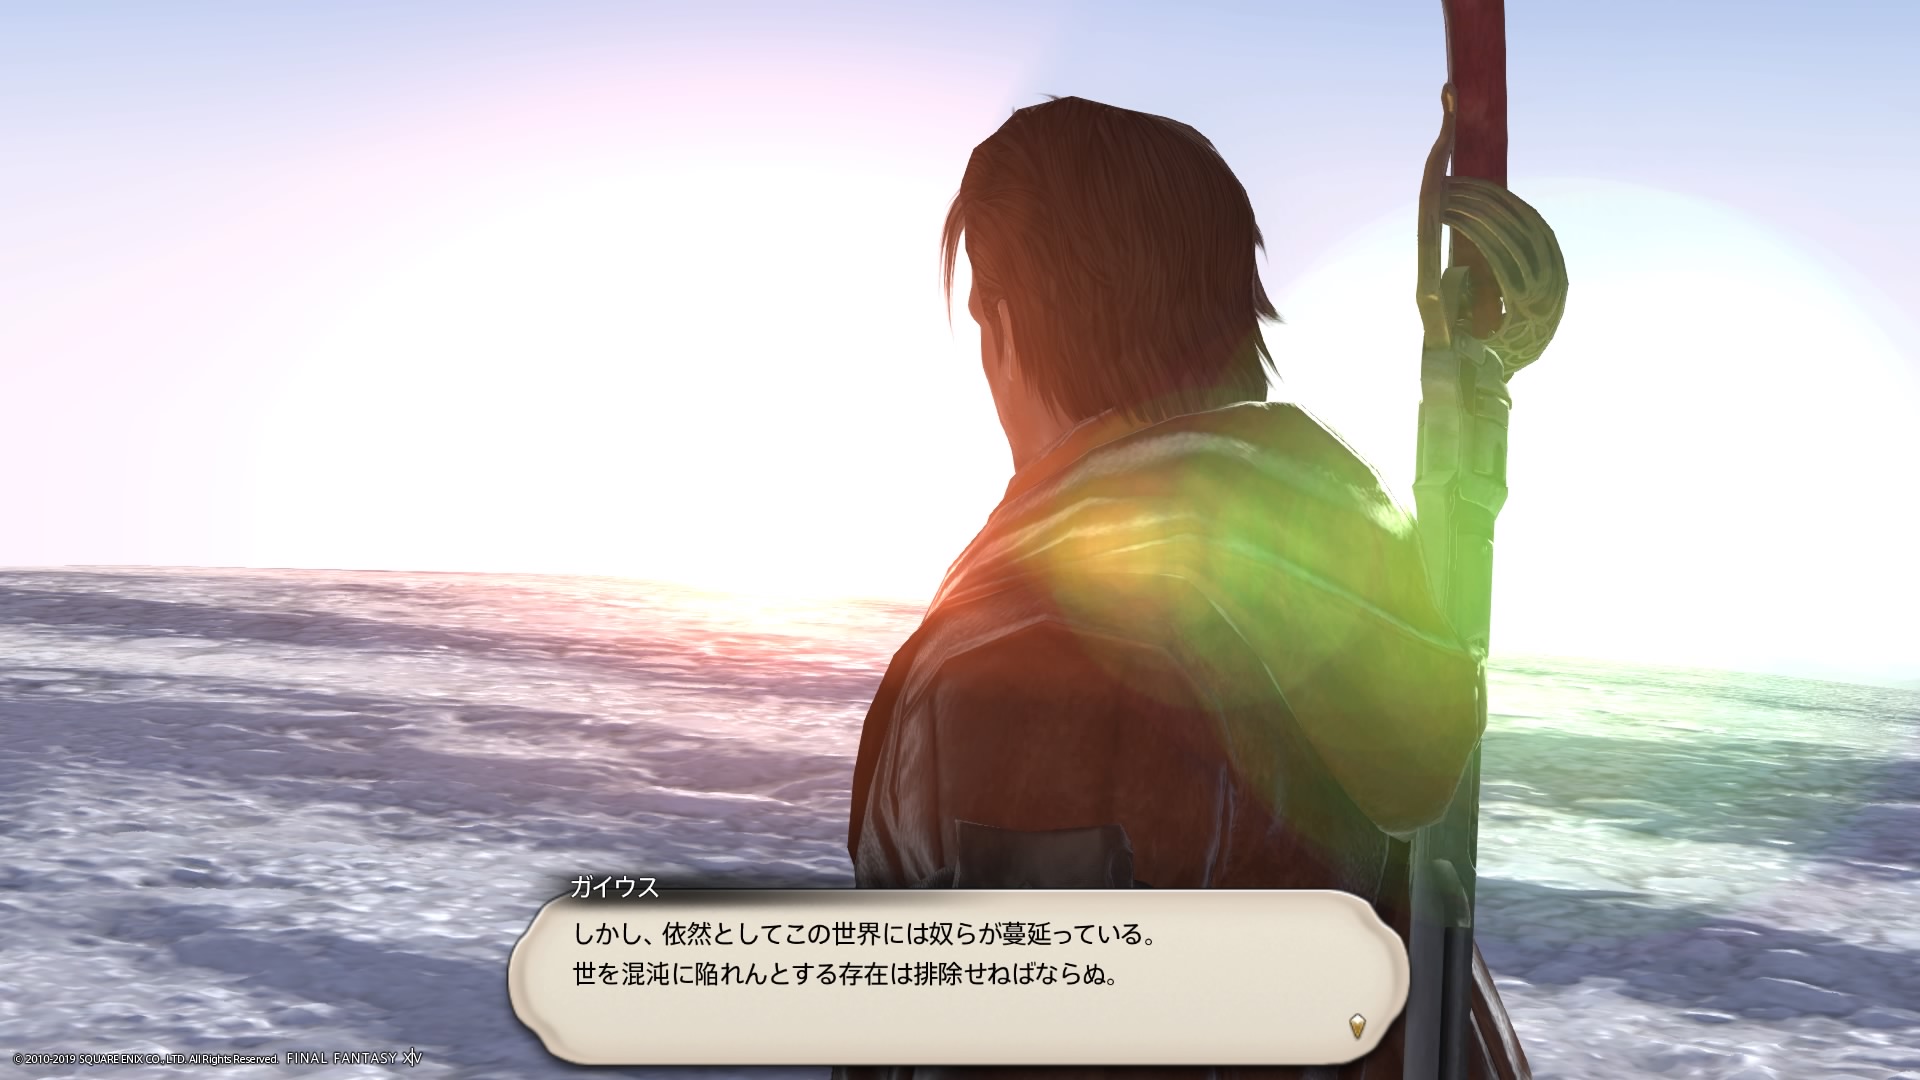 ガイウス
しかし、依然としてこの世界には奴らが蔓延っている。
世を混沌に陥れんとする存在は排除せねばならぬ。
© 2010-2019 SQUARE ENIX CO., LTD. All Rights Reserved. FINAL FANTASY XIV